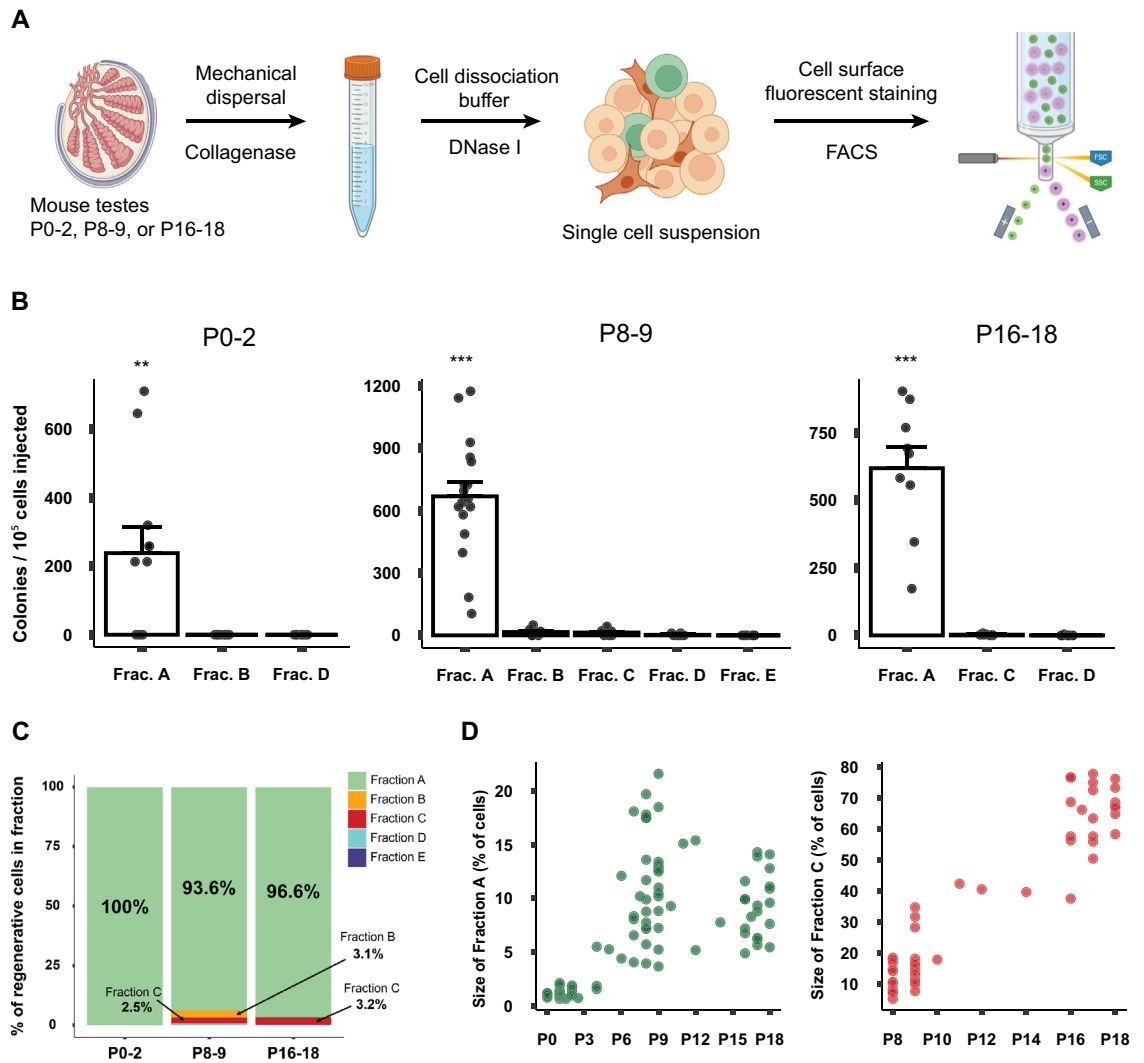 A
Mechanical
dispersal
Collagenase
Cell dissociation
buffer
DNase I
Cell surface
fluorescent staining
FACS
FSC
SSC
Mouse testes
P0-2, P8-9, or P16-18
Single cell suspension
B
P0-2
P8-9
P16-18
Colonies / 10⁵ cells injected
**
600
400
200
0
Frac. A Frac. B Frac. D
***
1200
900
600
300
0
Frac. A Frac. B Frac. C Frac. D Frac. E
***
750
500
250
0
Frac. A Frac. C Frac. D
C
% of regenerative cells in fraction
100
75
50
25
0
100%
93.6%
96.6%
Fraction A
Fraction B
Fraction C
Fraction D
Fraction E
Fraction B
3.1%
Fraction C
2.5%
Fraction C
3.2%
P0-2 P8-9 P16-18
D
Size of Fraction A (% of cells)
20
15
10
5
0
P0 P3 P6 P9 P12 P15 P18
Size of Fraction C (% of cells)
80
70
60
50
40
30
20
10
P8 P10 P12 P14 P16 P18